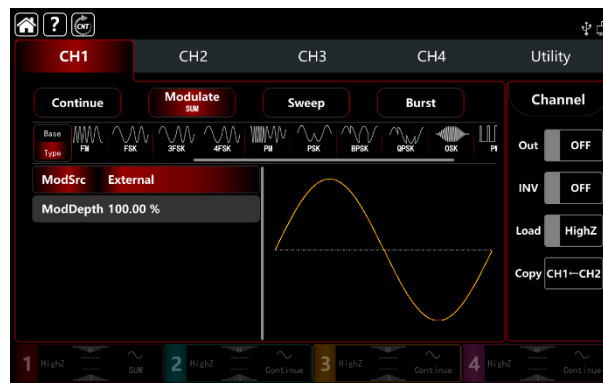 ? CNT
CH1 CH2 CH3 CH4 Utility
Continue Modulate SUM Sweep Burst Channel
Base Type FM FSK 3FSK 4FSK PM PSK BPSK QPSK OSK
Out OFF
ModSrc External
INV OFF
ModDepth 100.00 %
Load HighZ
Copy CH1←CH2
1 HighZ SUM 2 HighZ Continue 3 HighZ Continue 4 HighZ Continue